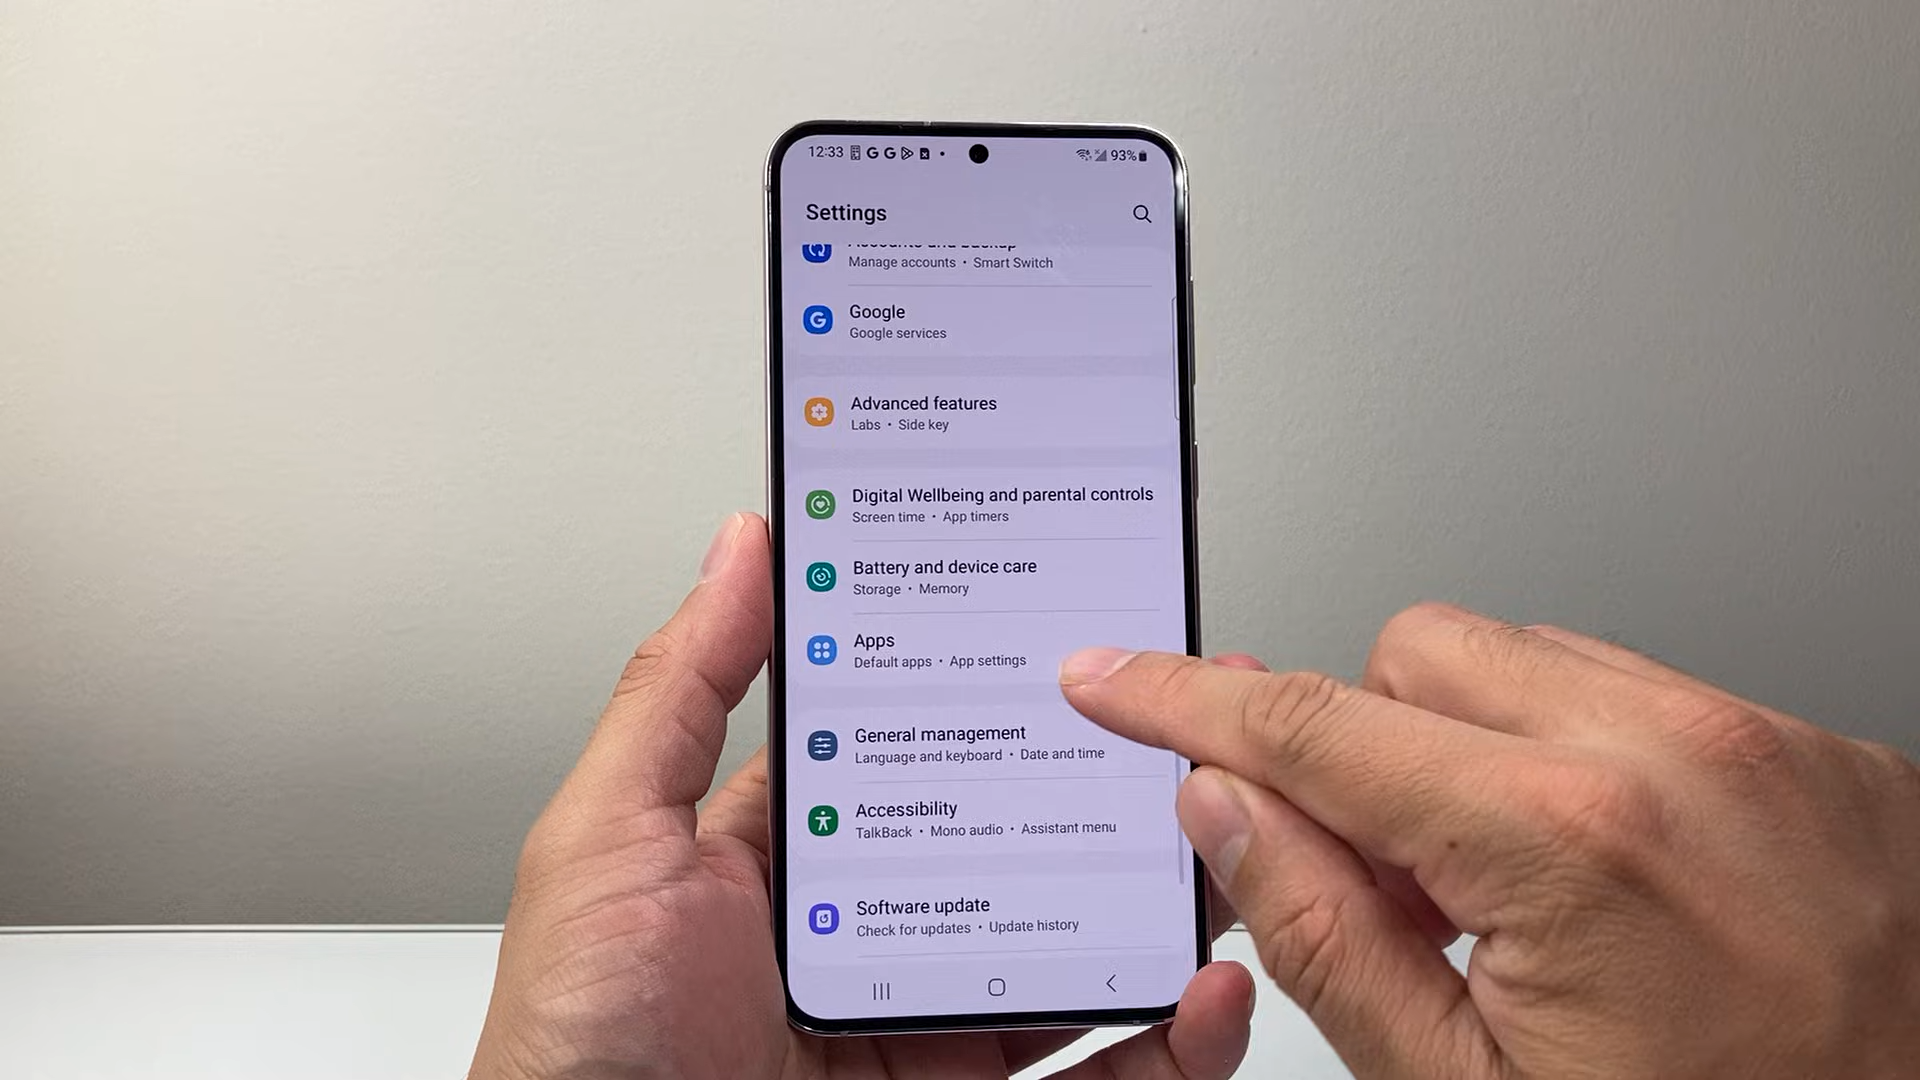 12:33 93%
Settings
Accounts and backup
Manage accounts • Smart Switch
Google
Google services
Advanced features
Labs • Side key
Digital Wellbeing and parental controls
Screen time • App timers
Battery and device care
Storage • Memory
Apps
Default apps • App settings
General management
Language and keyboard • Date and time
Accessibility
TalkBack • Mono audio • Assistant menu
Software update
Check for updates • Update history